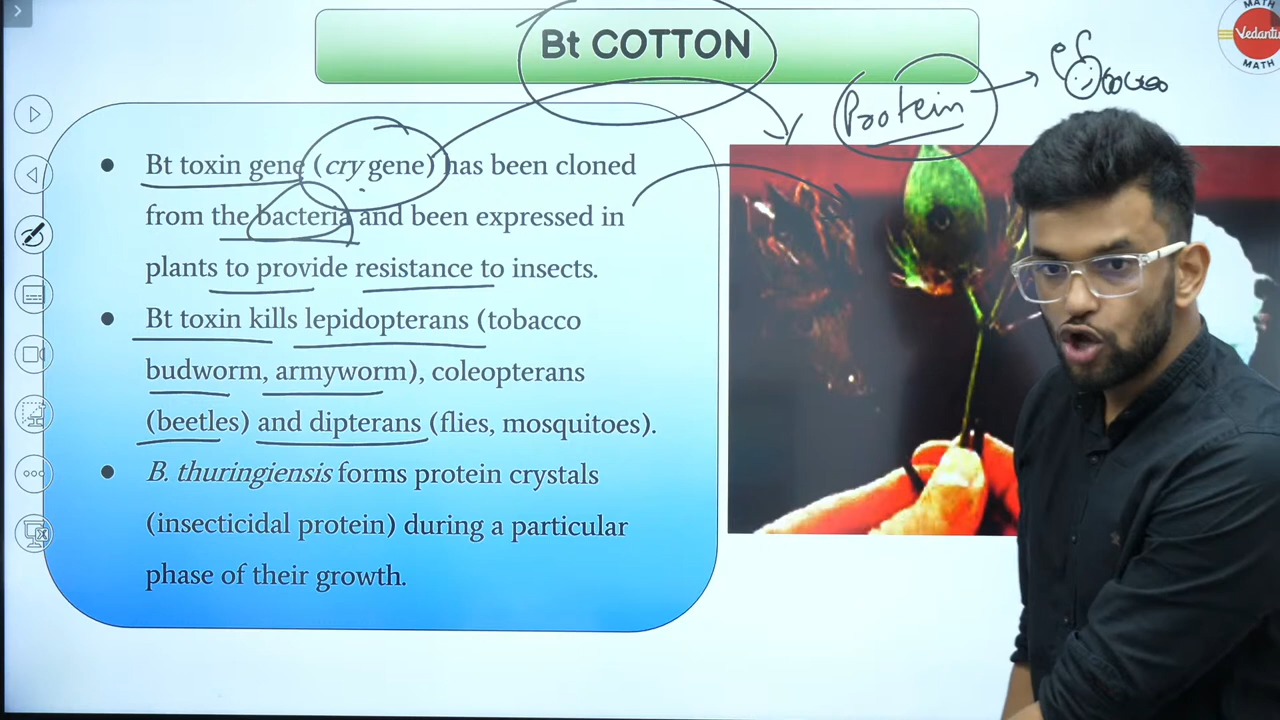 Bt COTTON
MATH
Vedantu
MATH
Protein
Bt toxin gene (cry gene) has been cloned
from the bacteria and been expressed in
plants to provide resistance to insects.
Bt toxin kills lepidopterans (tobacco
budworm, armyworm), coleopterans
(beetles) and dipterans (flies, mosquitoes).
B. thuringiensis forms protein crystals
(insecticidal protein) during a particular
phase of their growth.